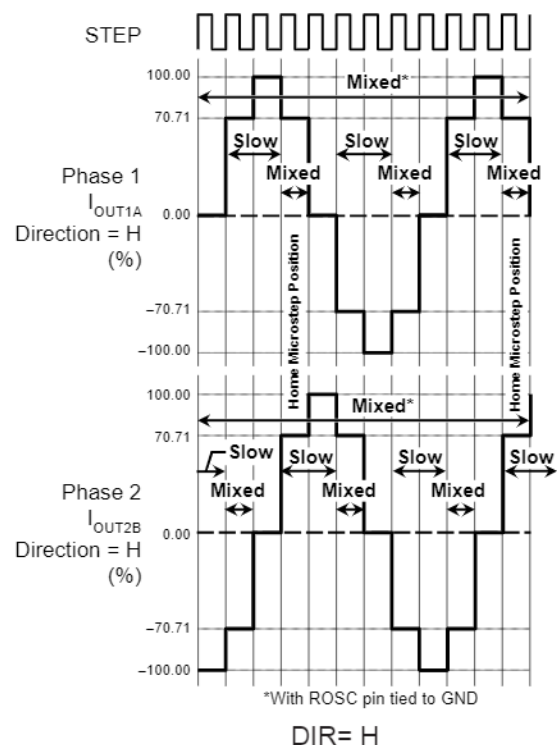 STEP
100.00
Mixed*
70.71
Slow
Slow
Slow
Mixed
Mixed
Mixed
Phase 1
I_OUT1A
Direction = H
(%)
0.00
Home Microstep Position
Home Microstep Position
–70.71
–100.00
100.00
Mixed*
70.71
Slow
Slow
Slow
Slow
Mixed
Mixed
Mixed
Phase 2
I_OUT2B
Direction = H
(%)
0.00
–70.71
–100.00
*With ROSC pin tied to GND
DIR= H